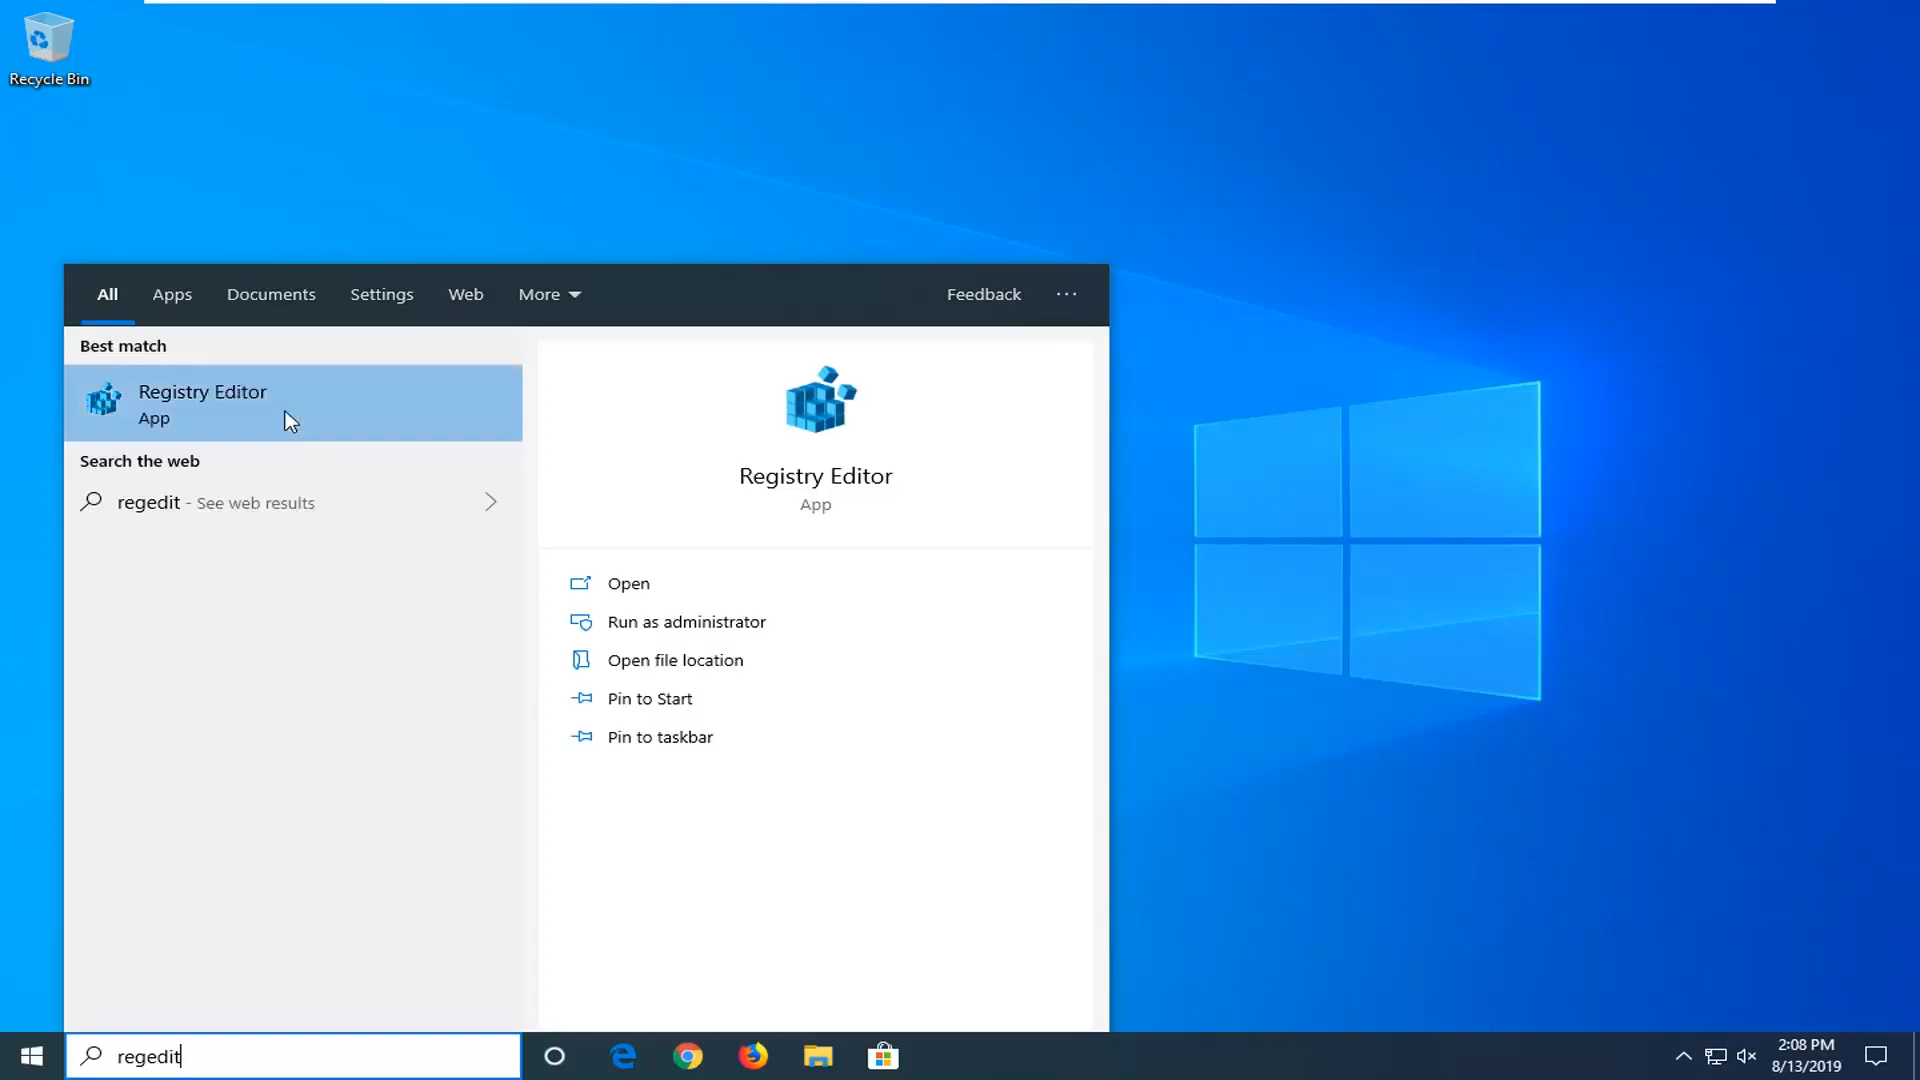 Recycle Bin
All Apps Documents Settings Web More Feedback ...
Best match
Registry Editor
App
Search the web
regedit - See web results
Registry Editor
App
Open
Run as administrator
Open file location
Pin to Start
Pin to taskbar
regedit
2:08 PM
8/13/2019